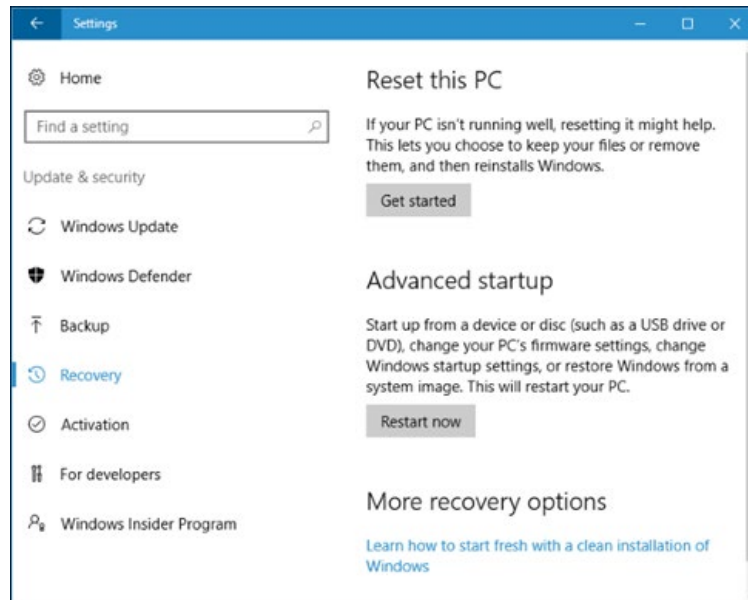 Settings
Home
Find a setting
Update & security
Windows Update
Windows Defender
Backup
Recovery
Activation
For developers
Windows Insider Program
Reset this PC
If your PC isn't running well, resetting it might help.
This lets you choose to keep your files or remove
them, and then reinstalls Windows.
Get started
Advanced startup
Start up from a device or disc (such as a USB drive or
DVD), change your PC's firmware settings, change
Windows startup settings, or restore Windows from a
system image. This will restart your PC.
Restart now
More recovery options
Learn how to start fresh with a clean installation of
Windows